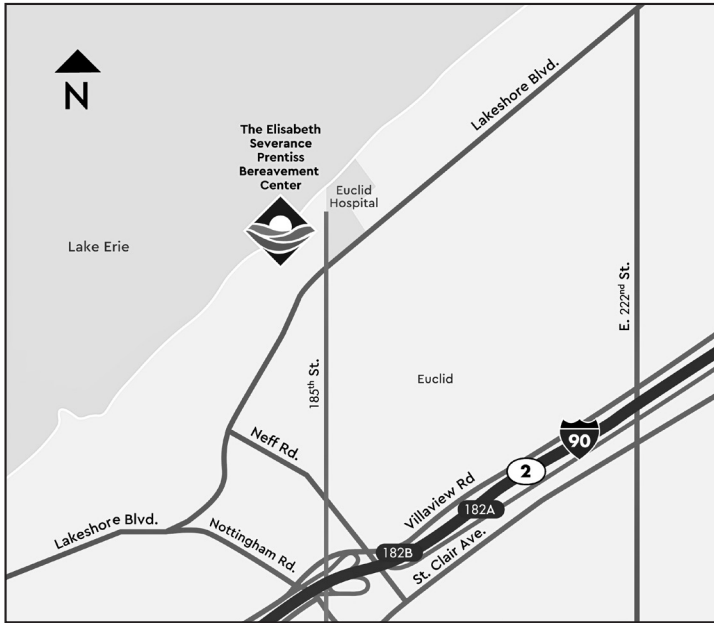 N
Lakeshore Blvd.
The Elisabeth
Severance
Prentiss
Bereavement
Center
Euclid
Hospital
Lake Erie
E. 222nd St.
185th St.
Euclid
Neff Rd.
90
2
Villaview Rd
182A
Lakeshore Blvd.
Nottingham Rd.
182B
St. Clair Ave.